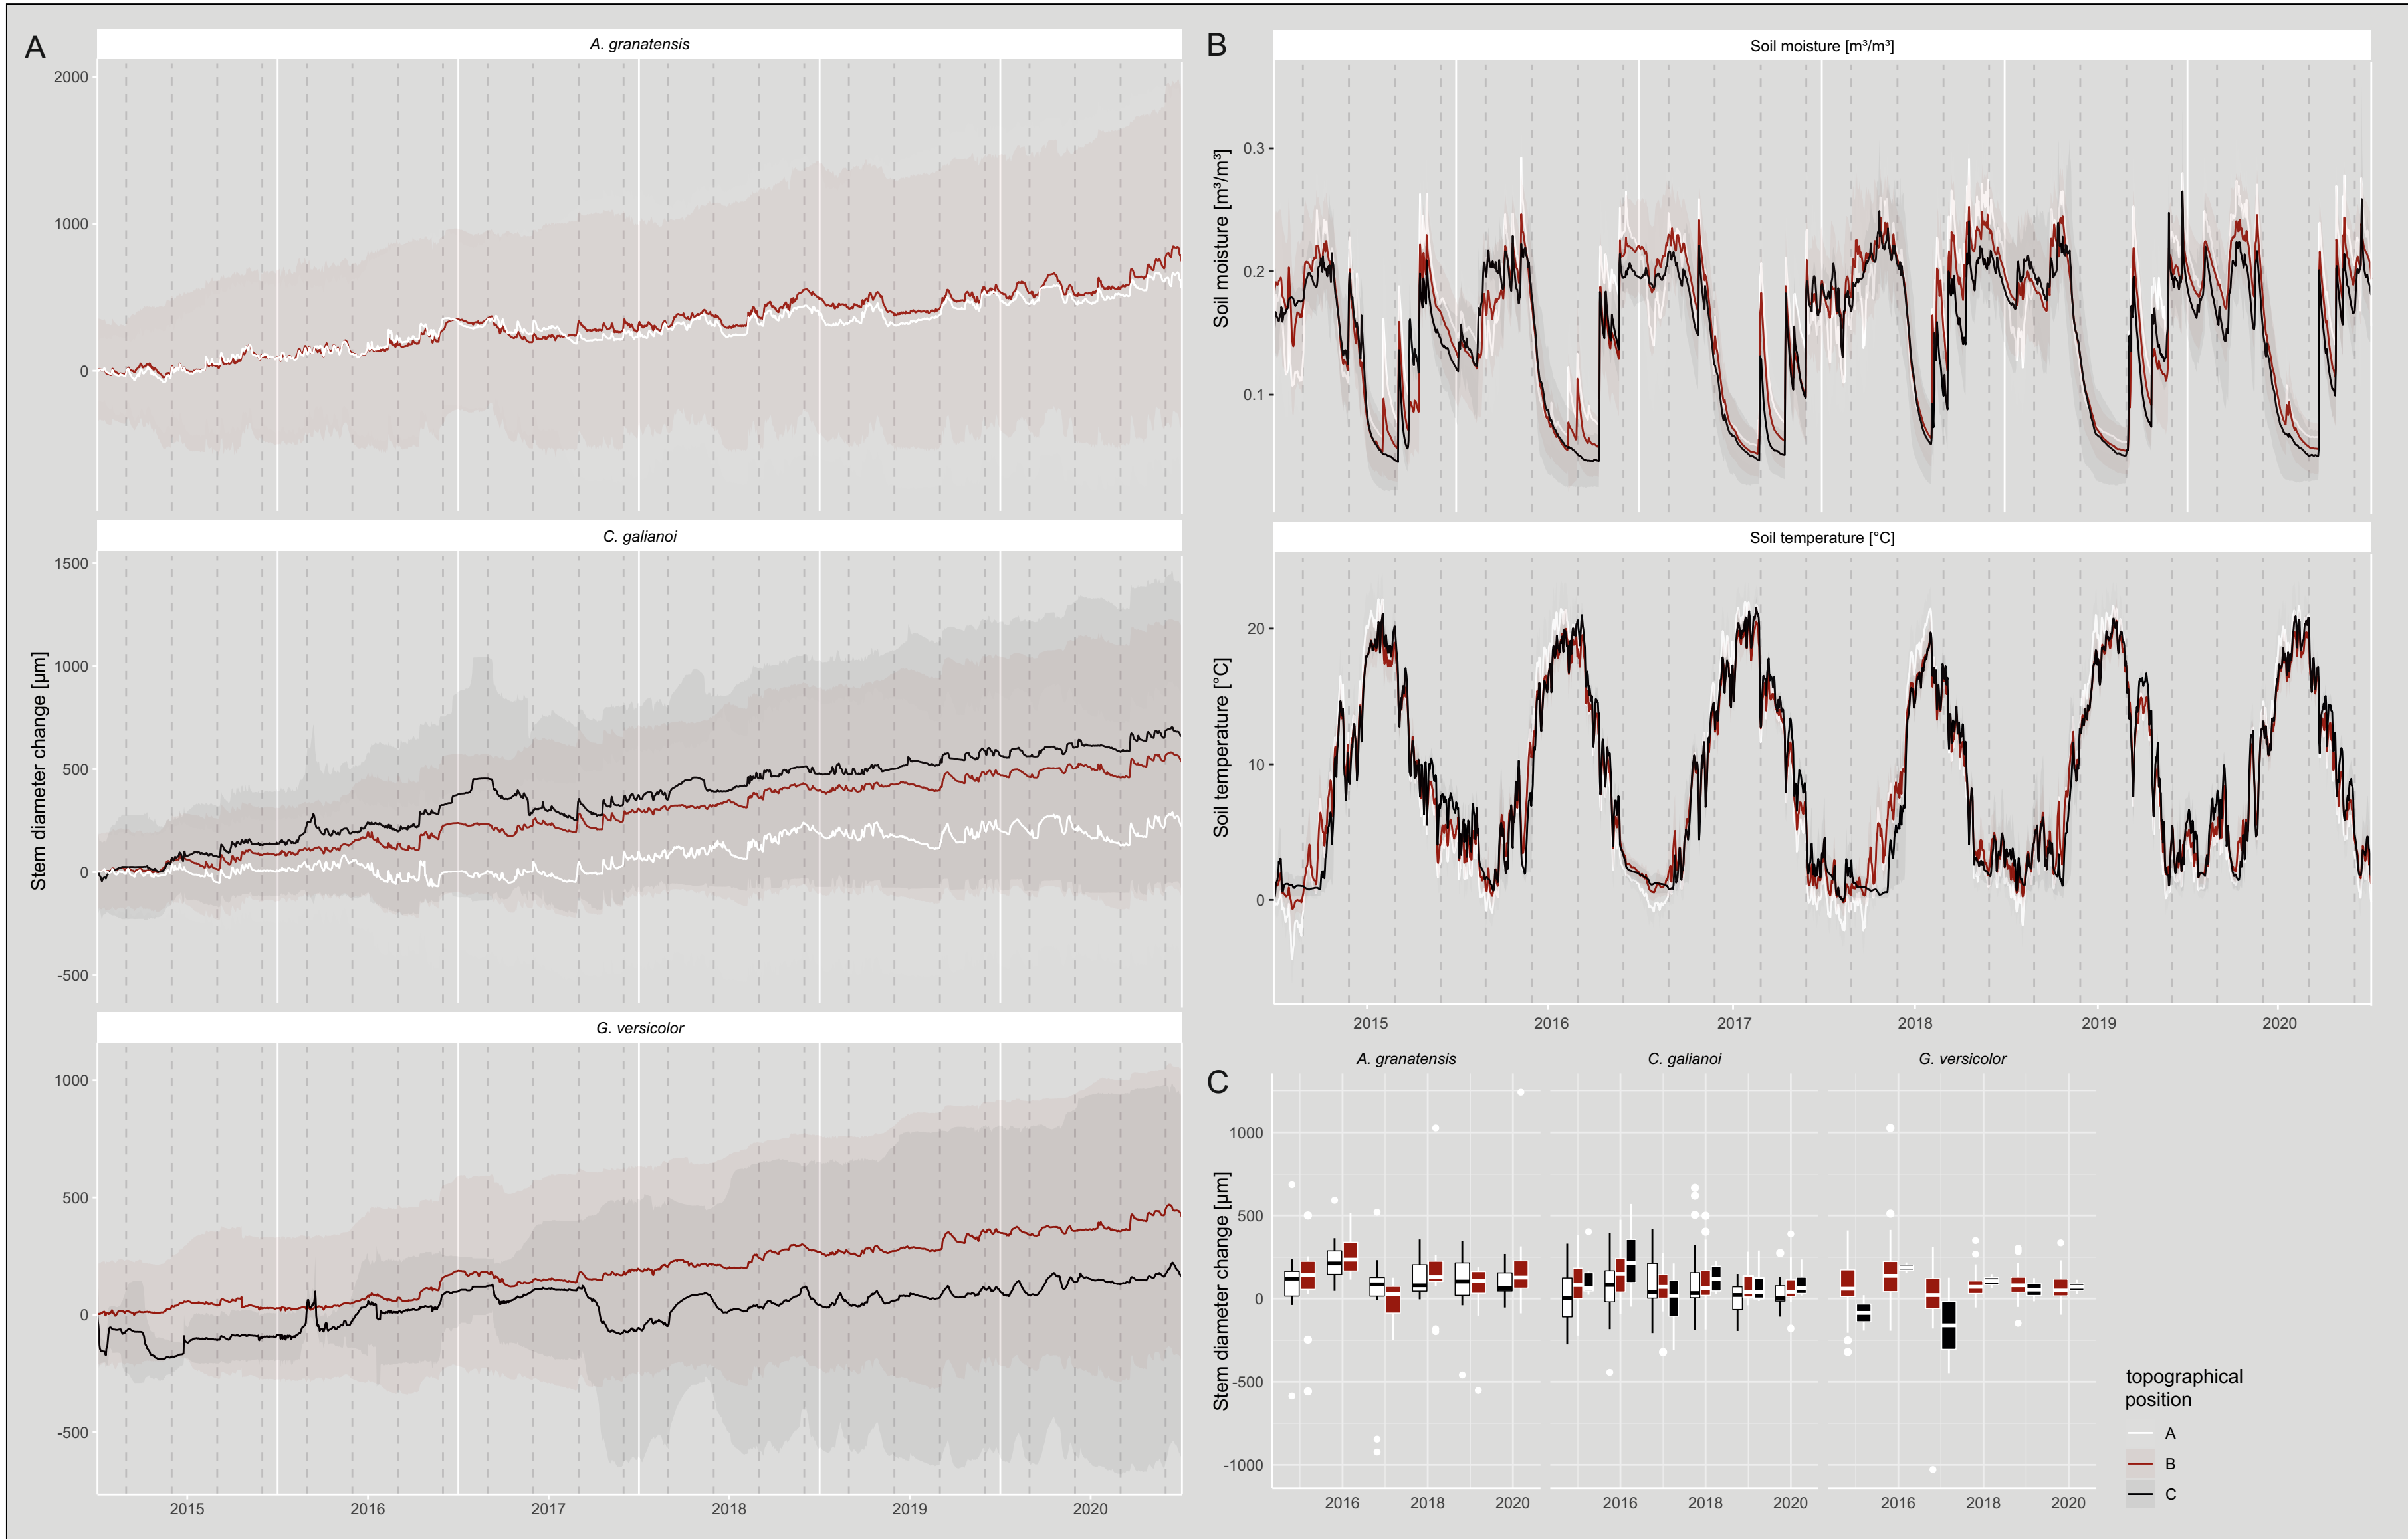 A
A. granatensis
2000
1000
0
C. galianoi
1500
1000
500
0
-500
Stem diameter change [µm]
G. versicolor
1000
500
0
-500
2015 2016 2017 2018 2019 2020
B
Soil moisture [m³/m³]
Soil moisture [m³/m³]
0.3
0.2
0.1
Soil temperature [°C]
Soil temperature [°C]
20
10
0
2015 2016 2017 2018 2019 2020
C
A. granatensis C. galianoi G. versicolor
Stem diameter change [µm]
1000
500
0
-500
-1000
2016 2018 2020 2016 2018 2020 2016 2018 2020
topographical
position
A
B
C